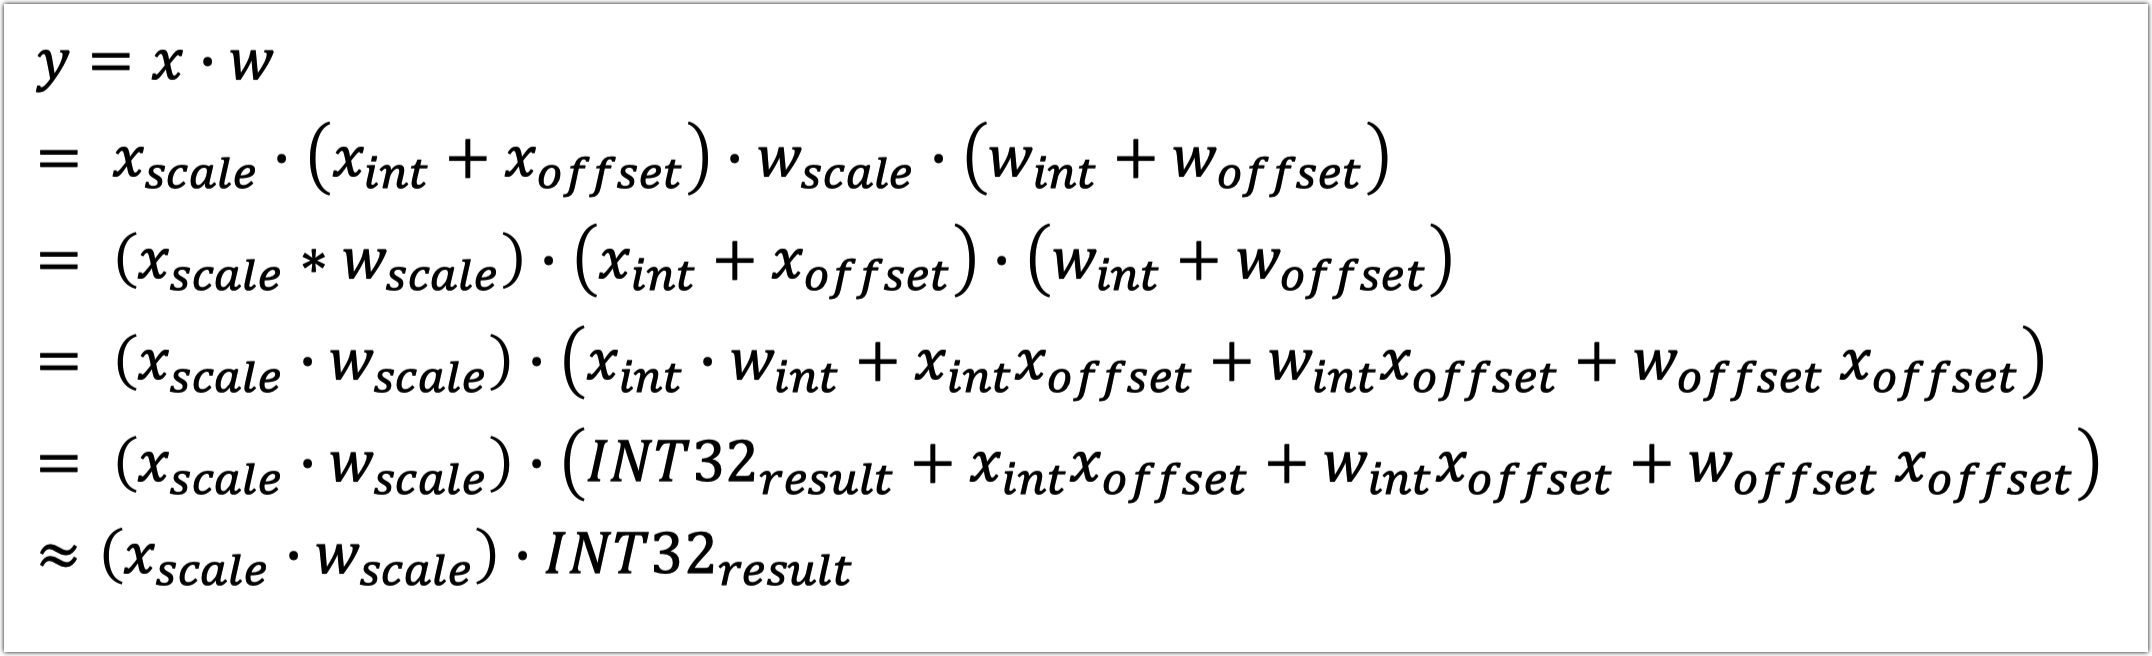 y = x · w
= x_scale · (x_int + x_offset) · w_scale · (w_int + w_offset)
= (x_scale * w_scale) · (x_int + x_offset) · (w_int + w_offset)
= (x_scale · w_scale) · (x_int · w_int + x_int x_offset + w_int x_offset + w_offset x_offset)
= (x_scale · w_scale) · (INT32_result + x_int x_offset + w_int x_offset + w_offset x_offset)
≈ (x_scale · w_scale) · INT32_result